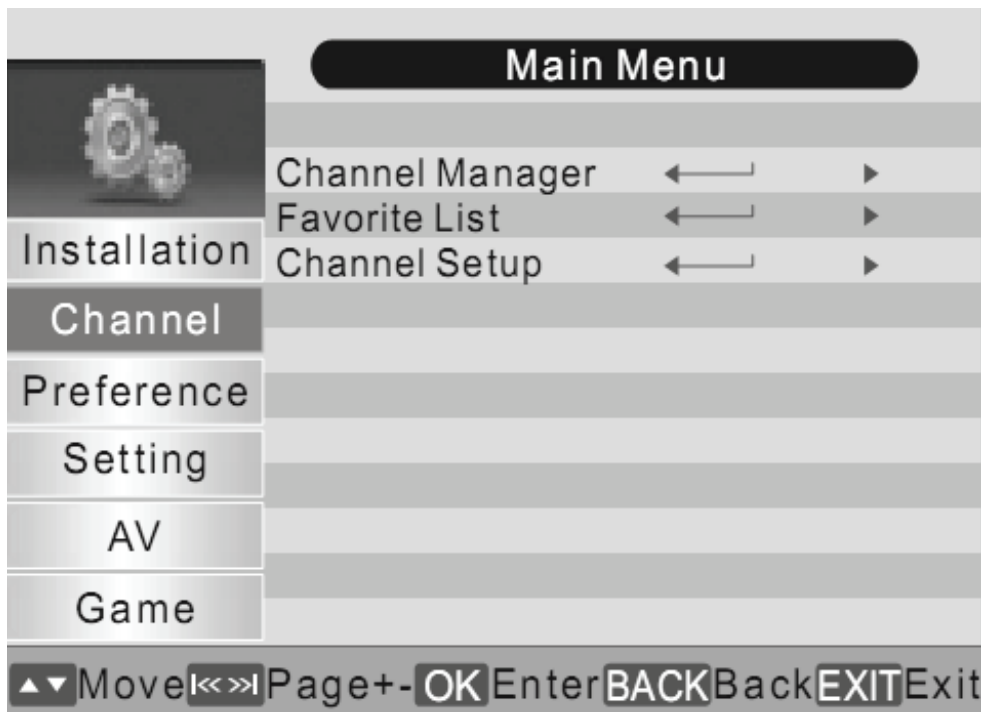 Main Menu
Channel Manager
Favorite List
Channel Setup
Installation
Channel
Preference
Setting
AV
Game
Move Page+- OK Enter BACK Back EXIT Exit